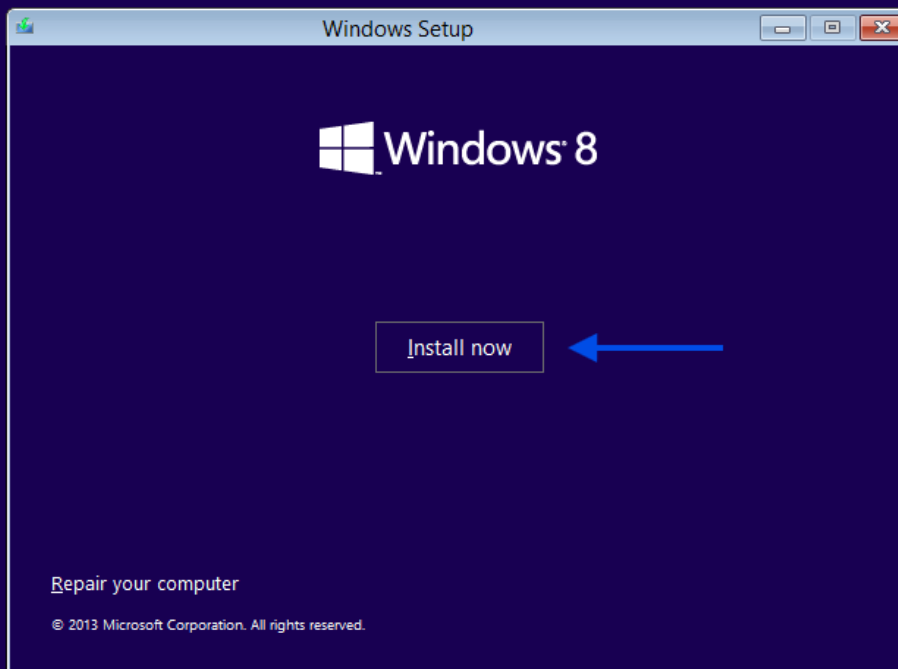 Windows Setup
Windows 8
Install now
Repair your computer
© 2013 Microsoft Corporation. All rights reserved.